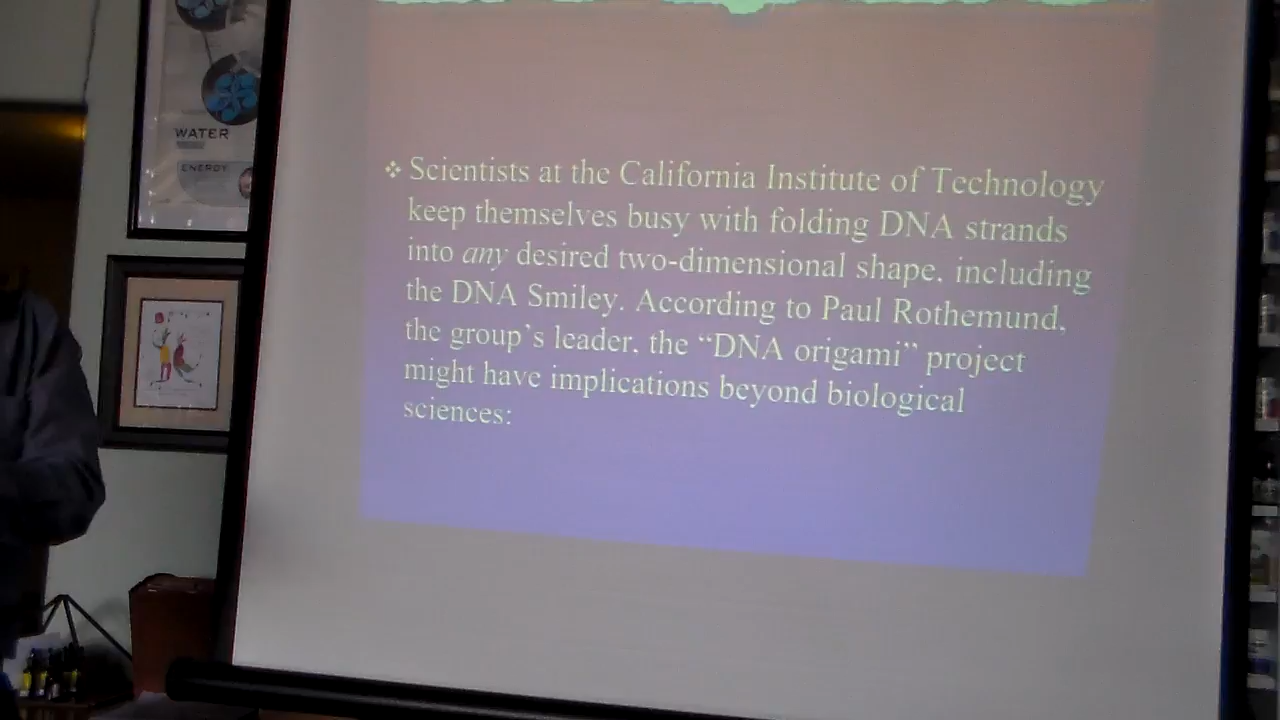 WATER
ENERGY
❖ Scientists at the California Institute of Technology
keep themselves busy with folding DNA strands
into any desired two-dimensional shape, including
the DNA Smiley. According to Paul Rothemund,
the group's leader, the “DNA origami” project
might have implications beyond biological
sciences: